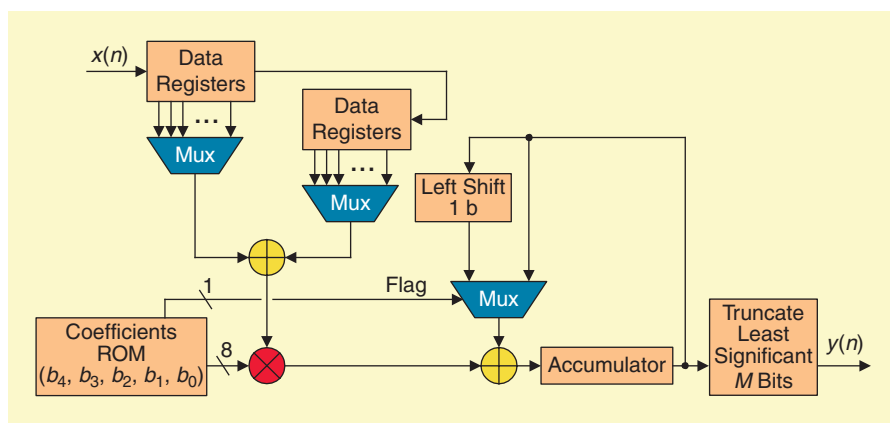 x(n)
Data
Registers
...
Mux
Data
Registers
...
Mux
Left Shift
1 b
1
Flag
Mux
Coefficients
ROM
(b4, b3, b2, b1, b0)
8
Accumulator
Truncate
Least
Significant
M Bits
y(n)